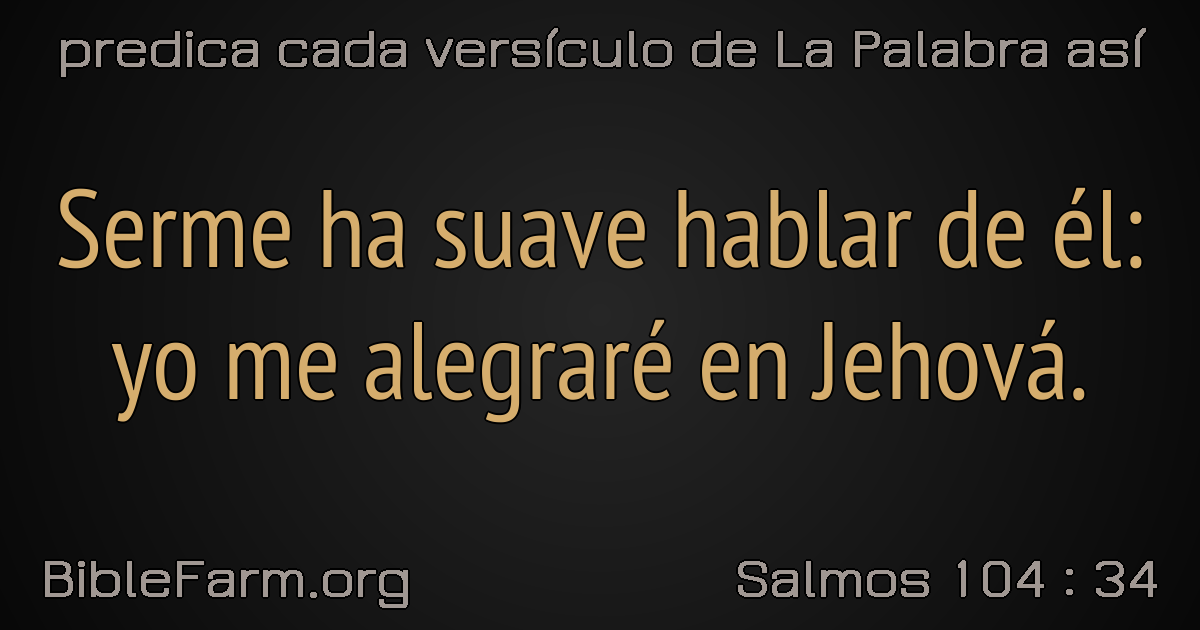 predica cada versículo de La Palabra así
Serme ha suave hablar de él:
yo me alegraré en Jehová.
BibleFarm.org
Salmos 104 : 34